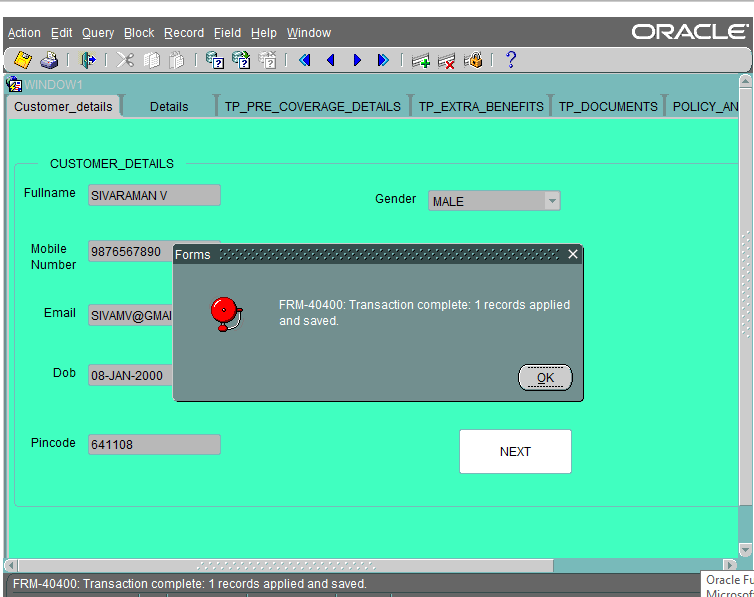 Action Edit Query Block Record Field Help Window
ORACLE
WINDOW1
Customer_details Details TP_PRE_COVERAGE_DETAILS TP_EXTRA_BENEFITS TP_DOCUMENTS POLICY_AN
CUSTOMER_DETAILS
Fullname SIVARAMAN V Gender MALE
Mobile
Number
9876567890
Forms
FRM-40400: Transaction complete: 1 records applied
and saved.
OK
Email SIVAMV@GMAI
Dob 08-JAN-2000
Pincode 641108
NEXT
FRM-40400: Transaction complete: 1 records applied and saved.
Oracle Fu
Microsoft